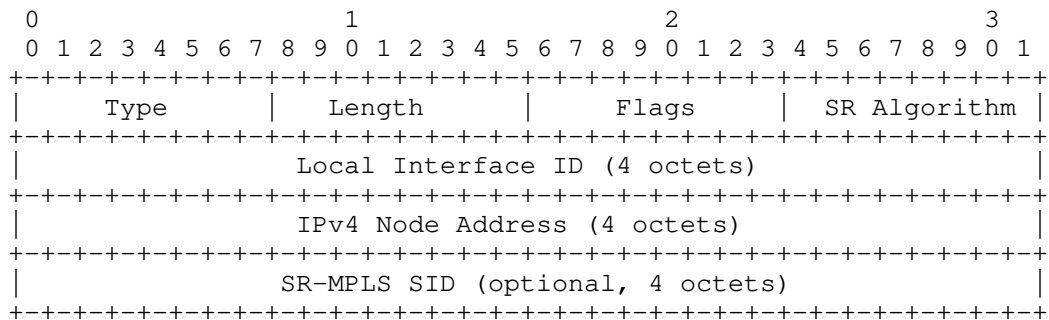 0                   1                   2                   3
 0 1 2 3 4 5 6 7 8 9 0 1 2 3 4 5 6 7 8 9 0 1 2 3 4 5 6 7 8 9 0 1
+-+-+-+-+-+-+-+-+-+-+-+-+-+-+-+-+-+-+-+-+-+-+-+-+-+-+-+-+-+-+-+-+
|     Type      |   Length      |     Flags     |  SR Algorithm |
+-+-+-+-+-+-+-+-+-+-+-+-+-+-+-+-+-+-+-+-+-+-+-+-+-+-+-+-+-+-+-+-+
|                 Local Interface ID (4 octets)                 |
+-+-+-+-+-+-+-+-+-+-+-+-+-+-+-+-+-+-+-+-+-+-+-+-+-+-+-+-+-+-+-+-+
|                 IPv4 Node Address (4 octets)                  |
+-+-+-+-+-+-+-+-+-+-+-+-+-+-+-+-+-+-+-+-+-+-+-+-+-+-+-+-+-+-+-+-+
|                SR-MPLS SID (optional, 4 octets)               |
+-+-+-+-+-+-+-+-+-+-+-+-+-+-+-+-+-+-+-+-+-+-+-+-+-+-+-+-+-+-+-+-+